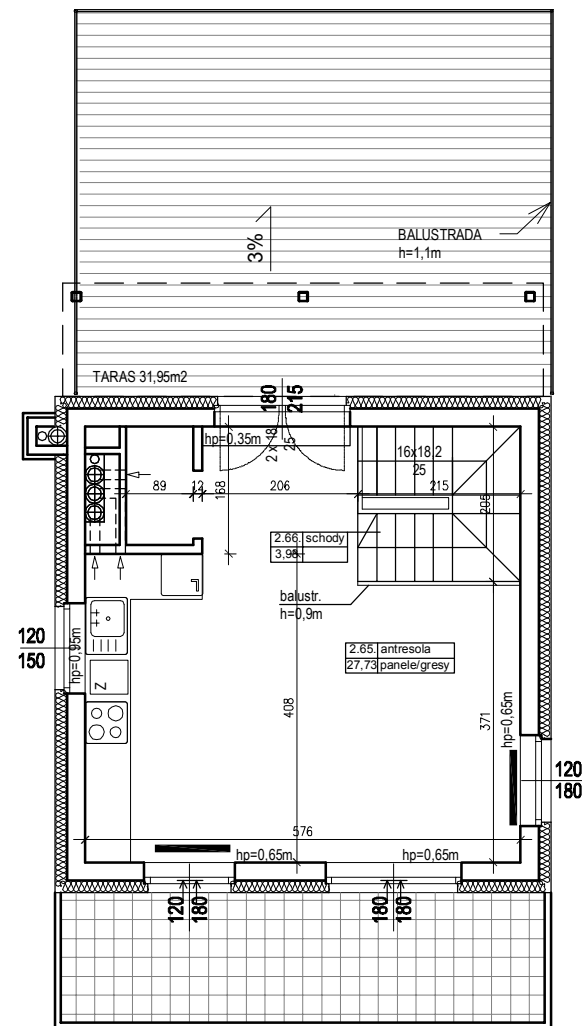 3%
BALUSTRADA
h=1,1m
TARAS 31,95m2
180
215
hp=0,35m
2 x 18
25
16x18,2
25
89
12
168
206
215
206
2.66. schody
3,98
balustr.
h=0,9m
120
150
hp=0,95m
2.65. antresola
27,73 panele/gresy
Z
408
371
hp=0,65m
120
180
576
hp=0,65m
hp=0,65m
120
180
180
180